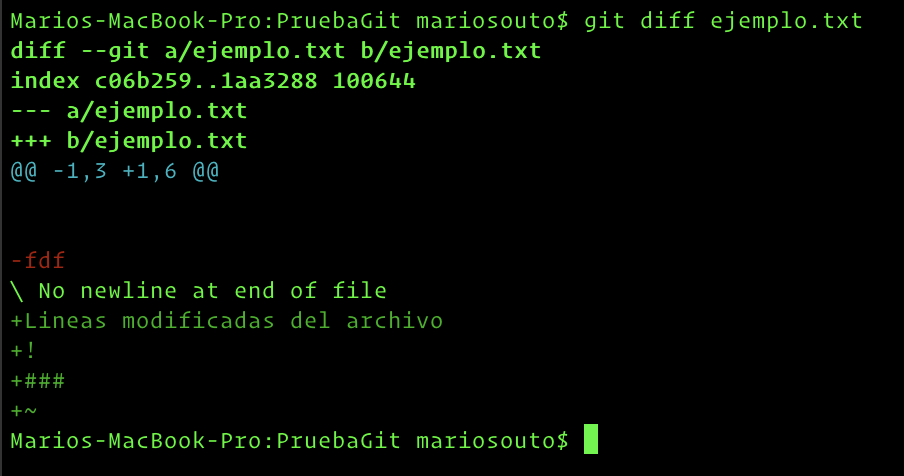 Marios-MacBook-Pro:PruebaGit mariosouto$ git diff ejemplo.txt
diff --git a/ejemplo.txt b/ejemplo.txt
index c06b259..1aa3288 100644
--- a/ejemplo.txt
+++ b/ejemplo.txt
@@ -1,3 +1,6 @@
-fdf
\ No newline at end of file
+Lineas modificadas del archivo
+!
+###
+~
Marios-MacBook-Pro:PruebaGit mariosouto$